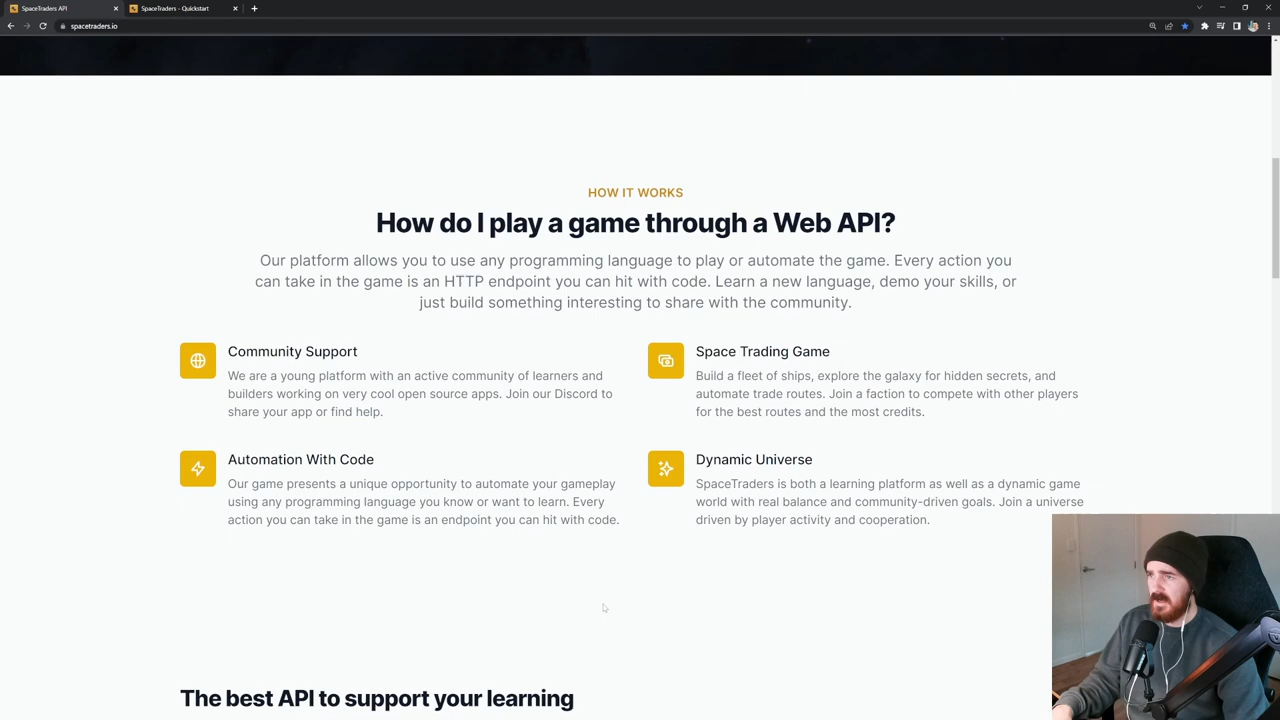 SpaceTraders API
SpaceTraders - Quickstart
spacetraders.io
HOW IT WORKS
How do I play a game through a Web API?
Our platform allows you to use any programming language to play or automate the game. Every action you
can take in the game is an HTTP endpoint you can hit with code. Learn a new language, demo your skills, or
just build something interesting to share with the community.
Community Support
We are a young platform with an active community of learners and
builders working on very cool open source apps. Join our Discord to
share your app or find help.
Space Trading Game
Build a fleet of ships, explore the galaxy for hidden secrets, and
automate trade routes. Join a faction to compete with other players
for the best routes and the most credits.
Automation With Code
Our game presents a unique opportunity to automate your gameplay
using any programming language you know or want to learn. Every
action you can take in the game is an endpoint you can hit with code.
Dynamic Universe
SpaceTraders is both a learning platform as well as a dynamic game
world with real balance and community-driven goals. Join a universe
driven by player activity and cooperation.
The best API to support your learning